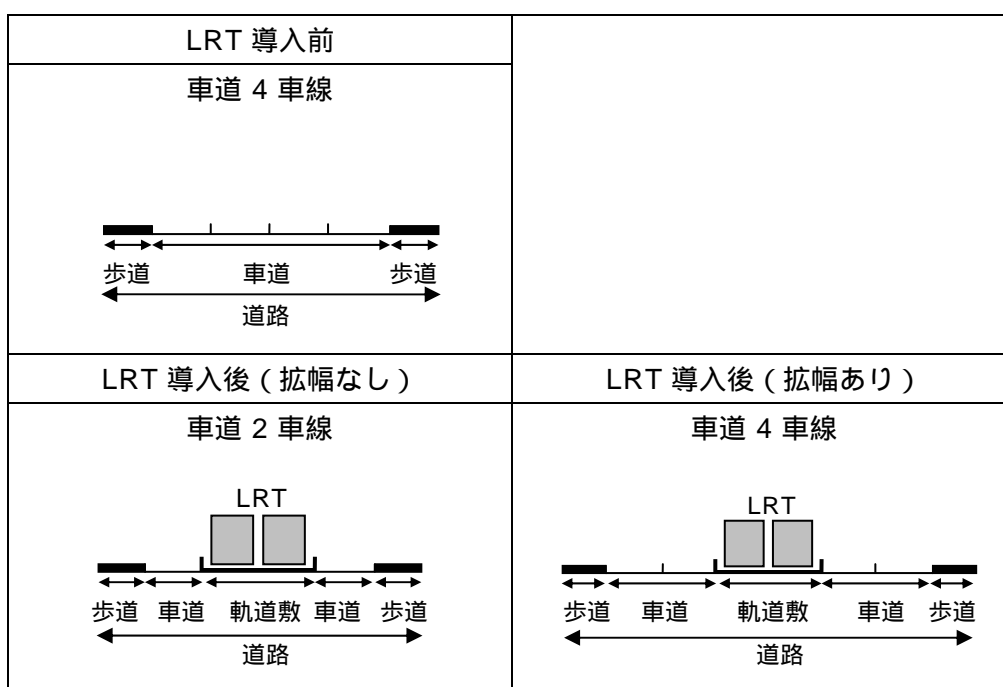 LRT 導入前
車道 4 車線
歩道 車道 歩道
道路
LRT 導入後(拡幅なし)
車道 2 車線
LRT
歩道 車道 軌道敷 車道 歩道
道路
LRT 導入後(拡幅あり)
車道 4 車線
LRT
歩道 車道 軌道敷 車道 歩道
道路